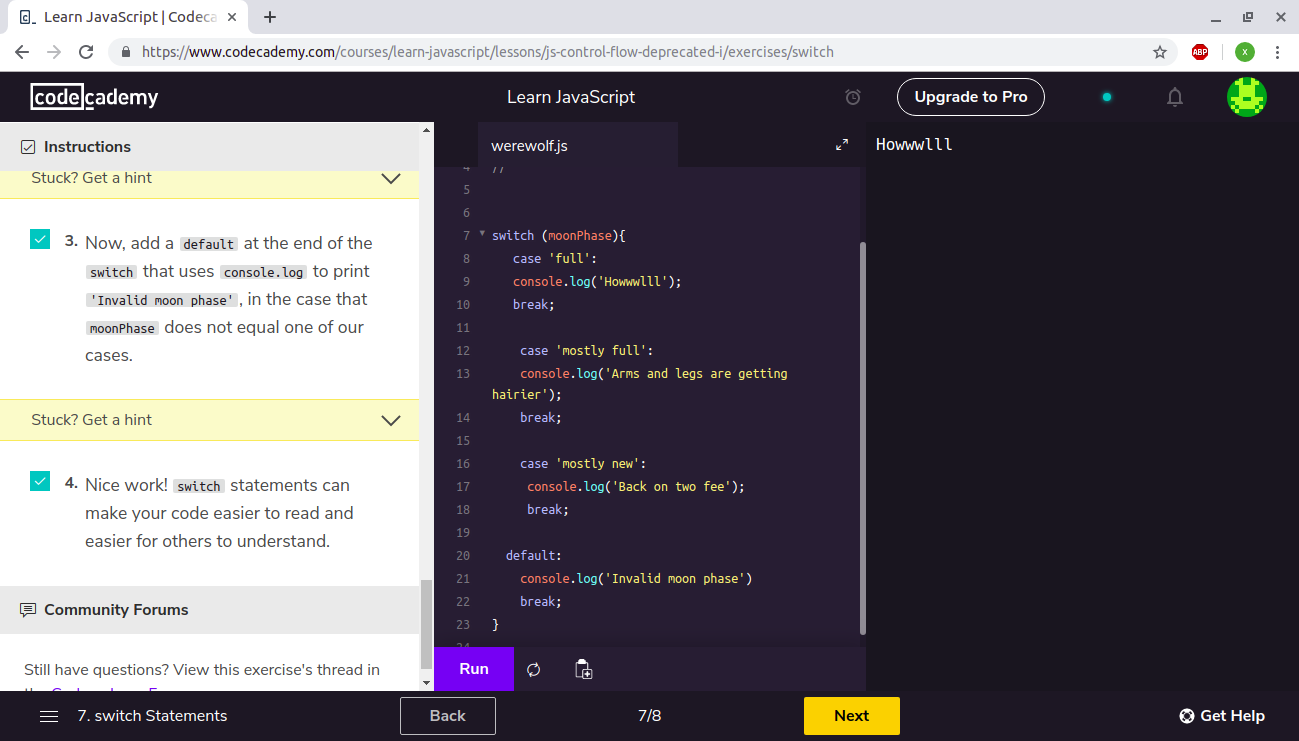 Learn JavaScript | Codeca
https://www.codecademy.com/courses/learn-javascript/lessons/js-control-flow-deprecated-i/exercises/switch
ABP
X
codecademy
Learn JavaScript
Upgrade to Pro
Instructions
Stuck? Get a hint
3. Now, add a default at the end of the
switch that uses console.log to print
'Invalid moon phase', in the case that
moonPhase does not equal one of our
cases.
Stuck? Get a hint
4. Nice work! switch statements can
make your code easier to read and
easier for others to understand.
Community Forums
Still have questions? View this exercise's thread in
werewolf.js
4 //
5
6
7 switch (moonPhase){
8 case 'full':
9 console.log('Howwwlll');
10 break;
11
12 case 'mostly full':
13 console.log('Arms and legs are getting
hairier');
14 break;
15
16 case 'mostly new':
17 console.log('Back on two fee');
18 break;
19
20 default:
21 console.log('Invalid moon phase')
22 break;
23 }
24
Run
Howwwlll
7. switch Statements
Back
7/8
Next
Get Help